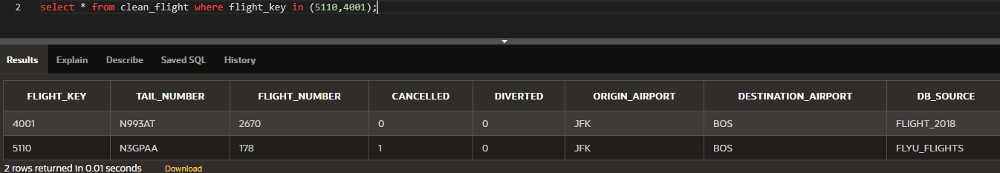 2 select * from clean_flight where flight_key in (5110,4001);
Results Explain Describe Saved SQL History
FLIGHT_KEY TAIL_NUMBER FLIGHT_NUMBER CANCELLED DIVERTED ORIGIN_AIRPORT DESTINATION_AIRPORT DB_SOURCE
4001 N993AT 2670 0 0 JFK BOS FLIGHT_2018
5110 N3GPAA 178 1 0 JFK BOS FLYU_FLIGHTS
2 rows returned in 0.01 seconds Download